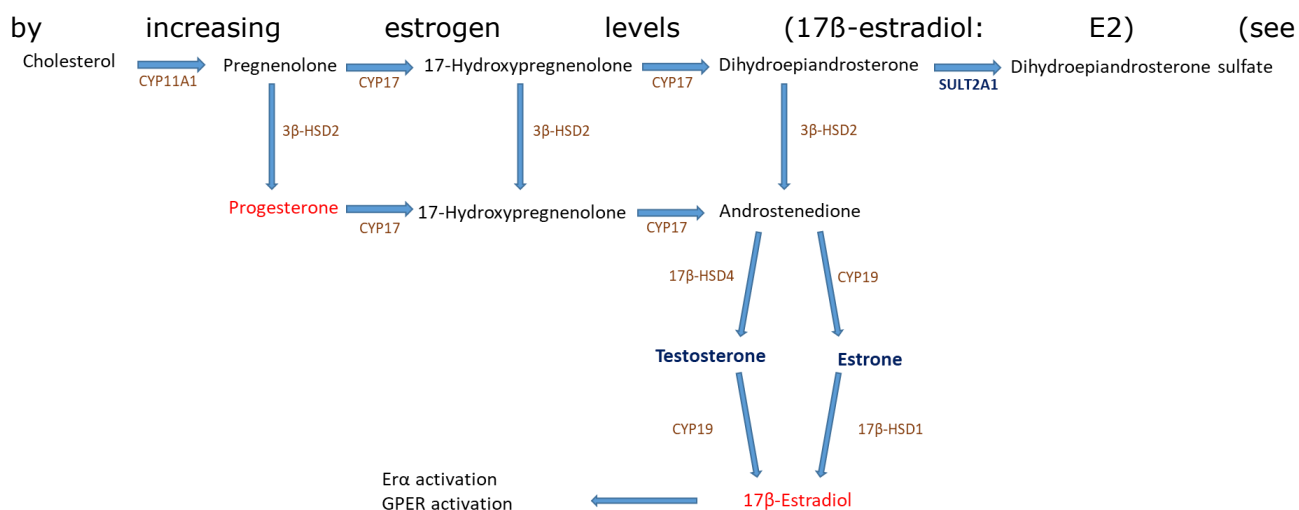 by increasing estrogen levels (17ß-estradiol: E2) (see
Cholesterol
CYP11A1
Pregnenolone
CYP17
17-Hydroxypregnenolone
CYP17
Dihydroepiandrosterone
SULT2A1
Dihydroepiandrosterone sulfate
3β-HSD2
3β-HSD2
3β-HSD2
Progesterone
CYP17
17-Hydroxypregnenolone
CYP17
Androstenedione
17β-HSD4
CYP19
Testosterone
Estrone
CYP19
17β-HSD1
Erα activation
GPER activation
17β-Estradiol